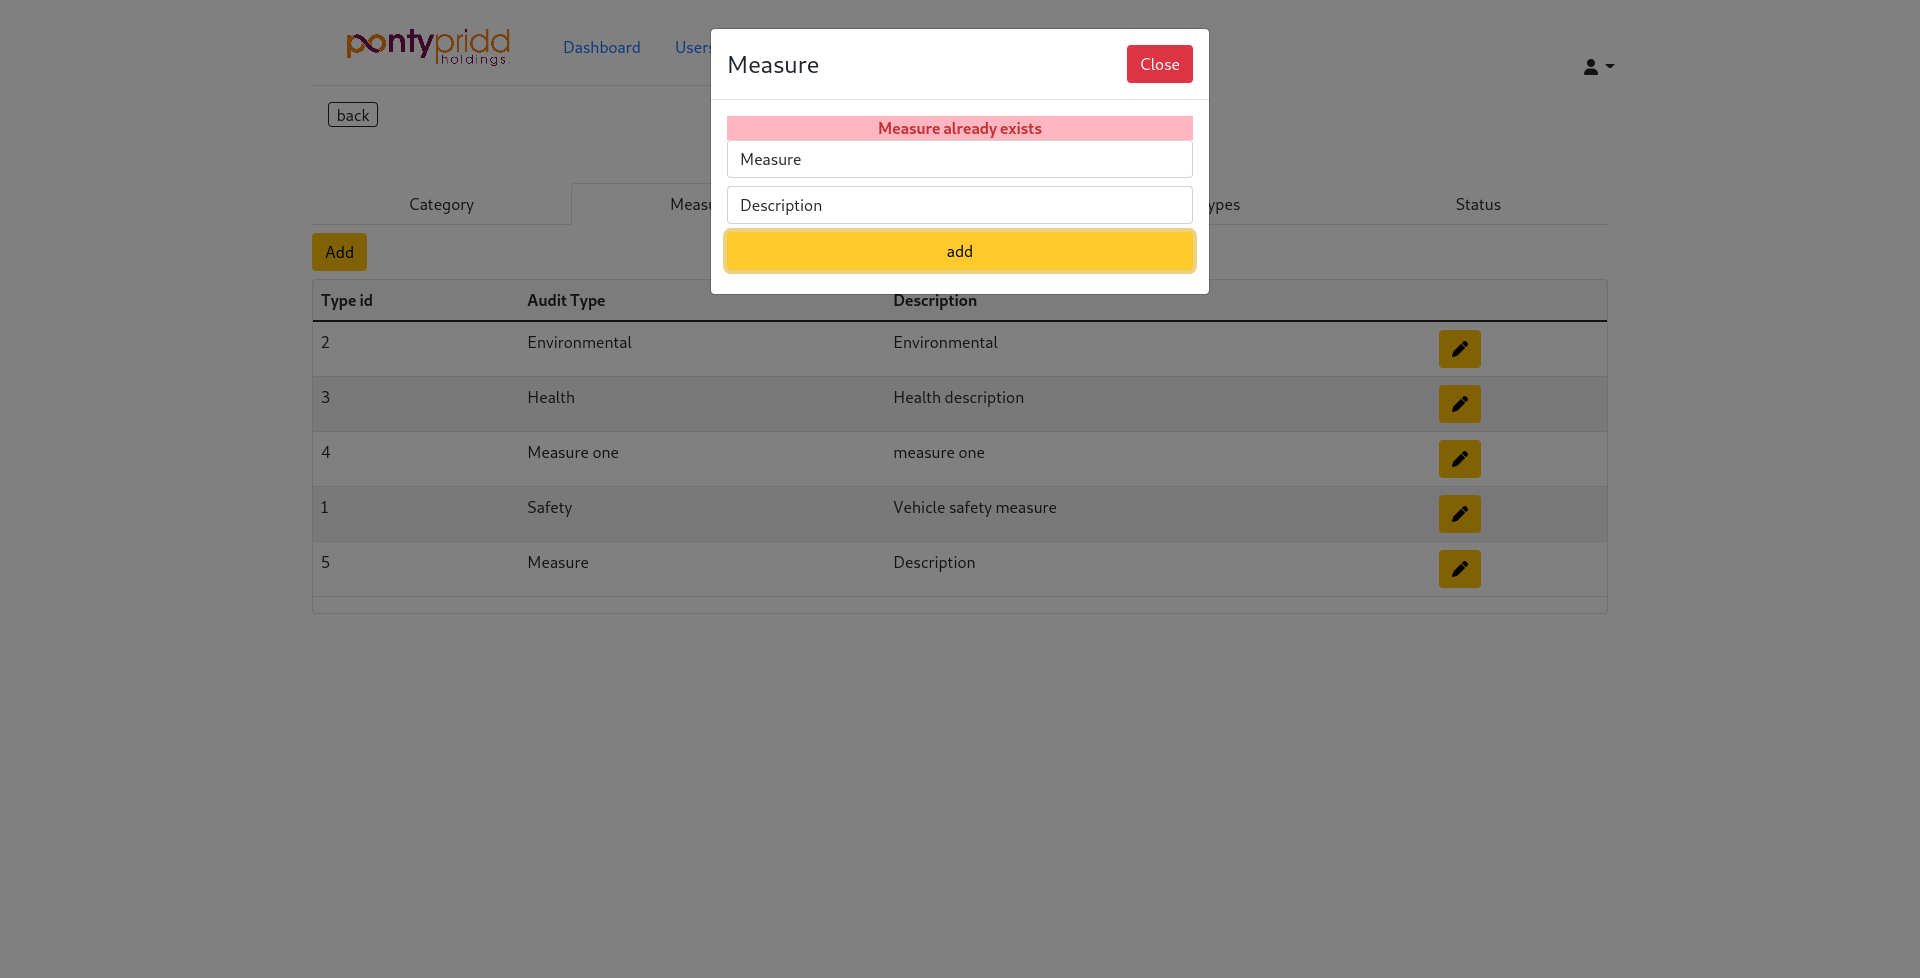 pontypridd
holdings
Dashboard
Users
Measure
Close
back
Measure already exists
Measure
Description
add
Category
Measu
ypes
Status
Add
Type id Audit Type Description
2 Environmental Environmental
3 Health Health description
4 Measure one measure one
1 Safety Vehicle safety measure
5 Measure Description